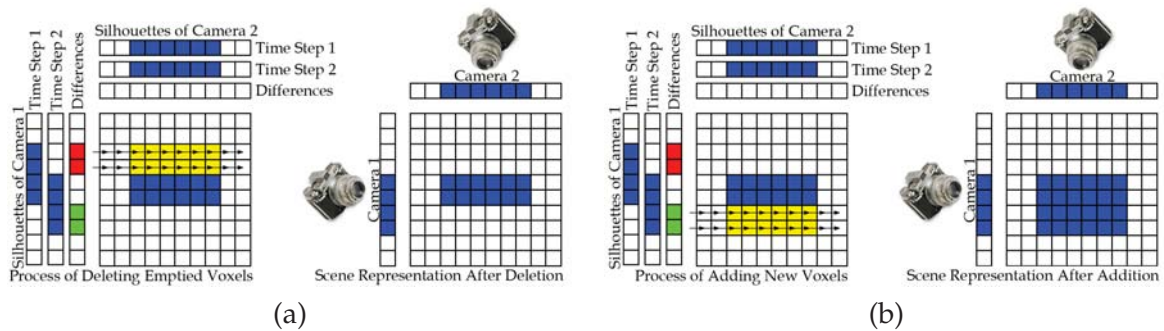 Silhouettes of Camera 2
Time Step 1
Time Step 2
Differences
Silhouettes of Camera 1
Time Step 1
Time Step 2
Differences
Process of Deleting Emptied Voxels
Camera 2
Camera 1
Scene Representation After Deletion
(a)
Silhouettes of Camera 2
Time Step 1
Time Step 2
Differences
Silhouettes of Camera 1
Time Step 1
Time Step 2
Differences
Process of Adding New Voxels
Camera 2
Camera 1
Scene Representation After Addition
(b)